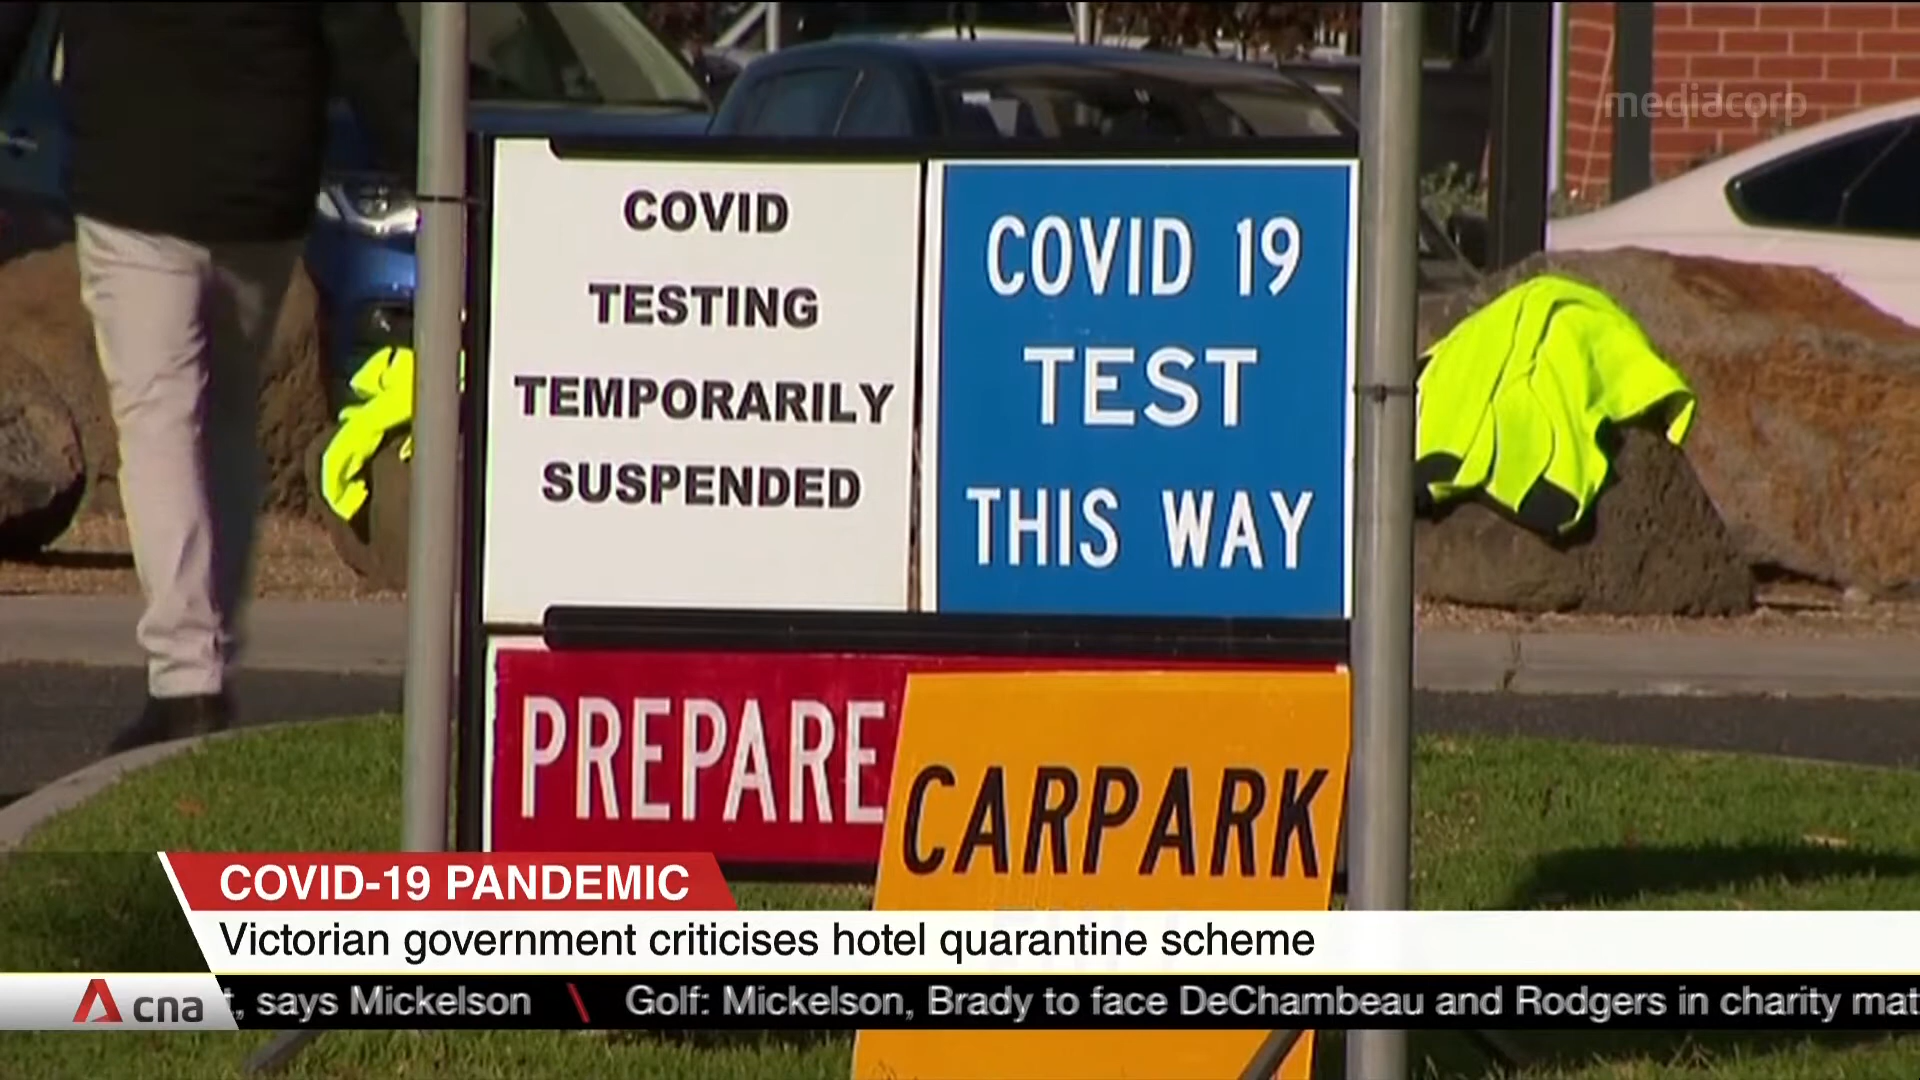 mediacorp
COVID
TESTING
TEMPORARILY
SUSPENDED
COVID 19
TEST
THIS WAY
PREPARE
CARPARK
COVID-19 PANDEMIC
Victorian government criticises hotel quarantine scheme
cna
t, says Mickelson \ Golf: Mickelson, Brady to face DeChambeau and Rodgers in charity mat